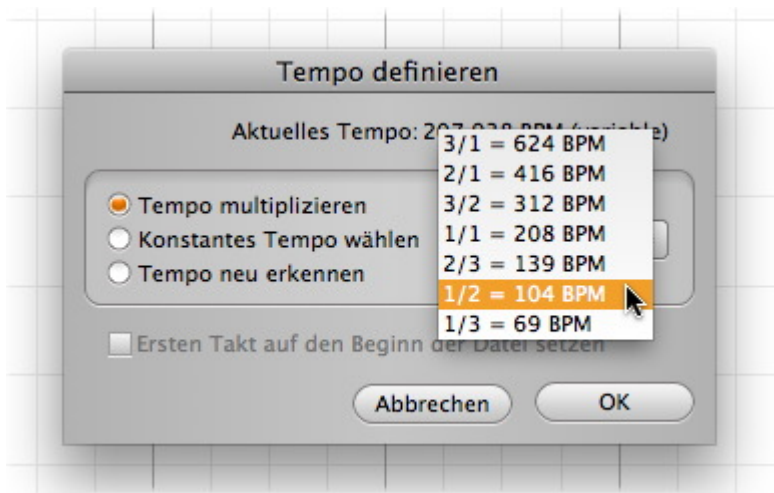 Tempo definieren
Aktuelles Tempo:
3/1 = 624 BPM
2/1 = 416 BPM
Tempo multiplizieren
3/2 = 312 BPM
Konstantes Tempo wählen
1/1 = 208 BPM
Tempo neu erkennen
2/3 = 139 BPM
1/2 = 104 BPM
1/3 = 69 BPM
Ersten Takt auf den Beginn der Datei setzen
Abbrechen
OK